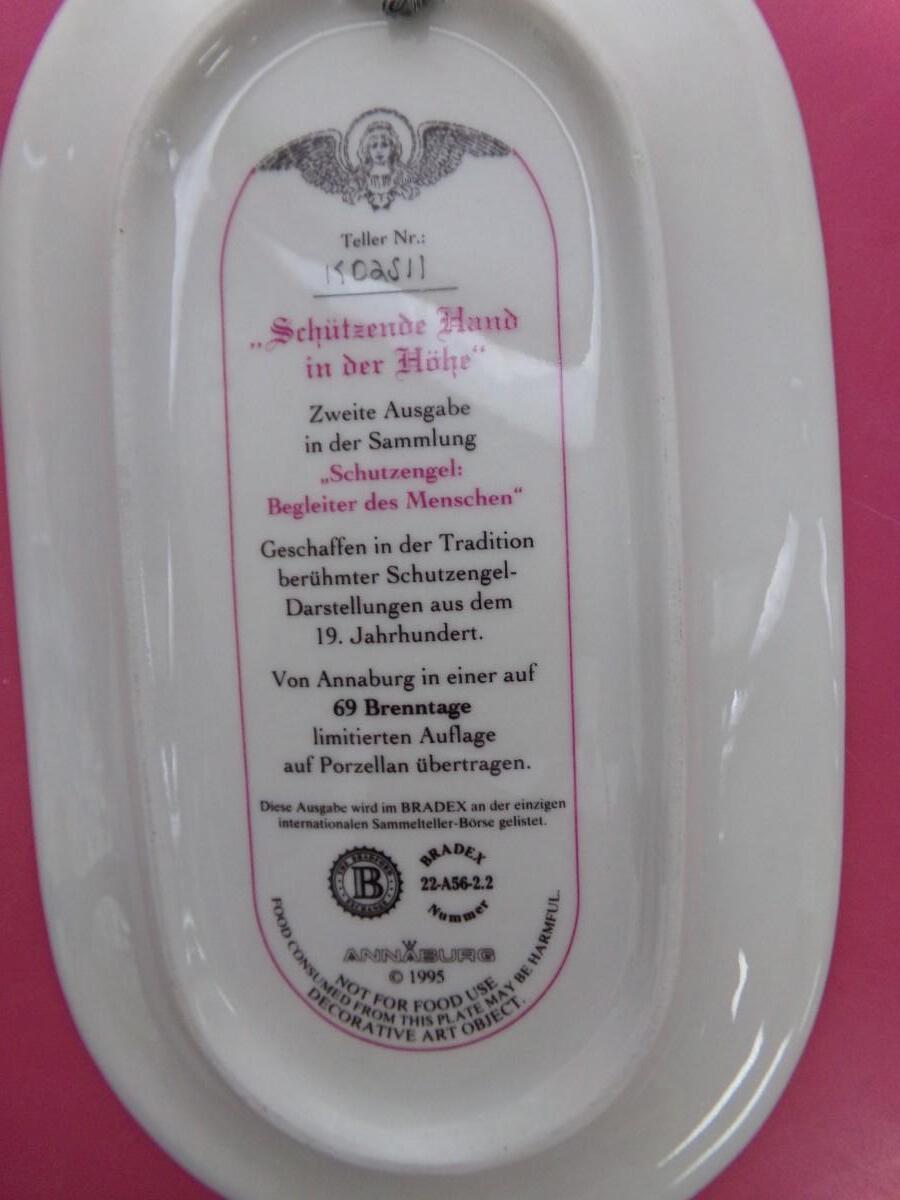 Teller Nr.:
„Schützende Hand
in der Höhe“
Zweite Ausgabe
in der Sammlung
„Schutzengel:
Begleiter des Menschen“
Geschaffen in der Tradition
berühmter Schutzengel-
Darstellungen aus dem
19. Jahrhundert.
Von Annaburg in einer auf
69 Brenntage
limitierten Auflage
auf Porzellan übertragen.
Diese Ausgabe wird im BRADEX an der einzigen
internationalen Sammelteller-Börse gelistet.
THE BRADFORD
B
EXCHANGE
BRADEX
22-A56-2.2
Nummer
ANNABURG
© 1995
NOT FOR FOOD USE.
FOOD CONSUMED FROM THIS PLATE MAY BE HARMFUL.
DECORATIVE ART OBJECT.